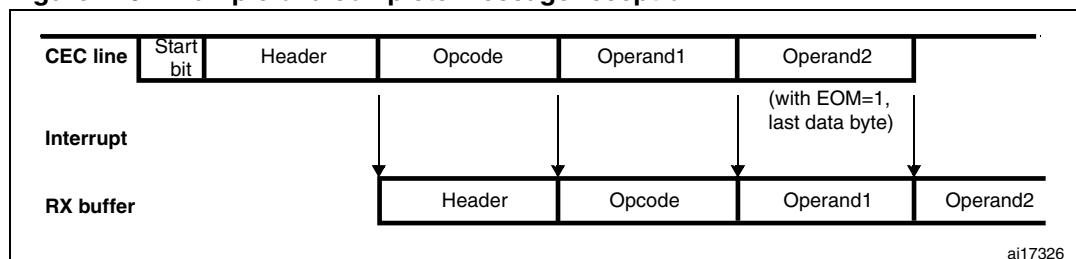 CEC line Start bit Header Opcode Operand1 Operand2
(with EOM=1,
last data byte)
Interrupt
RX buffer Header Opcode Operand1 Operand2
ai17326